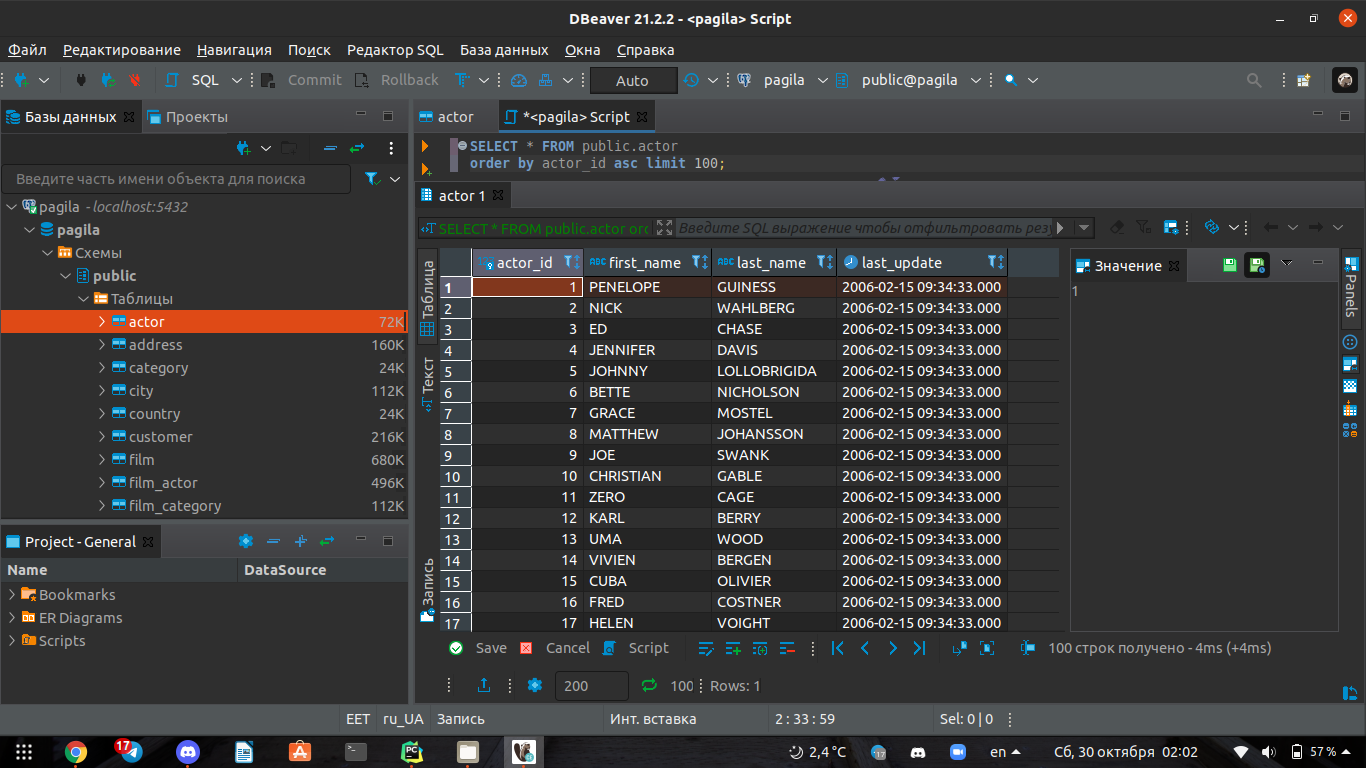 DBeaver 21.2.2 - <pagila> Script
Файл Редактирование Навигация Поиск Редактор SQL База данных Окна Справка
SQL Commit Rollback Auto pagila public@pagila
Базы данных Проекты
actor *<pagila> Script
SELECT * FROM public.actor
order by actor_id asc limit 100;
Введите часть имени объекта для поиска
pagila - localhost:5432
pagila
Схемы
public
Таблицы
actor 72K
address 160K
category 24K
city 112K
country 24K
customer 216K
film 680K
film_actor 496K
film_category 112K
Project - General
Name DataSource
Bookmarks
ER Diagrams
Scripts
actor 1
SELECT * FROM public.actor orc Введите SQL выражение чтобы отфильтровать рез
Таблица
Текст
Запись
actor_id ABC first_name ABC last_name last_update
1 1 PENELOPE GUINESS 2006-02-15 09:34:33.000
2 2 NICK WAHLBERG 2006-02-15 09:34:33.000
3 3 ED CHASE 2006-02-15 09:34:33.000
4 4 JENNIFER DAVIS 2006-02-15 09:34:33.000
5 5 JOHNNY LOLLOBRIGIDA 2006-02-15 09:34:33.000
6 6 BETTE NICHOLSON 2006-02-15 09:34:33.000
7 7 GRACE MOSTEL 2006-02-15 09:34:33.000
8 8 MATTHEW JOHANSSON 2006-02-15 09:34:33.000
9 9 JOE SWANK 2006-02-15 09:34:33.000
10 10 CHRISTIAN GABLE 2006-02-15 09:34:33.000
11 11 ZERO CAGE 2006-02-15 09:34:33.000
12 12 KARL BERRY 2006-02-15 09:34:33.000
13 13 UMA WOOD 2006-02-15 09:34:33.000
14 14 VIVIEN BERGEN 2006-02-15 09:34:33.000
15 15 CUBA OLIVIER 2006-02-15 09:34:33.000
16 16 FRED COSTNER 2006-02-15 09:34:33.000
17 17 HELEN VOIGHT 2006-02-15 09:34:33.000
Значение
1
Panels
Save Cancel Script 100 строк получено - 4ms (+4ms)
200 100 Rows: 1
EET ru_UA Запись Инт. вставка 2 : 33 : 59 Sel: 0 | 0
17 PC 2,4 °C 17 en Сб, 30 октября 02:02 57 %